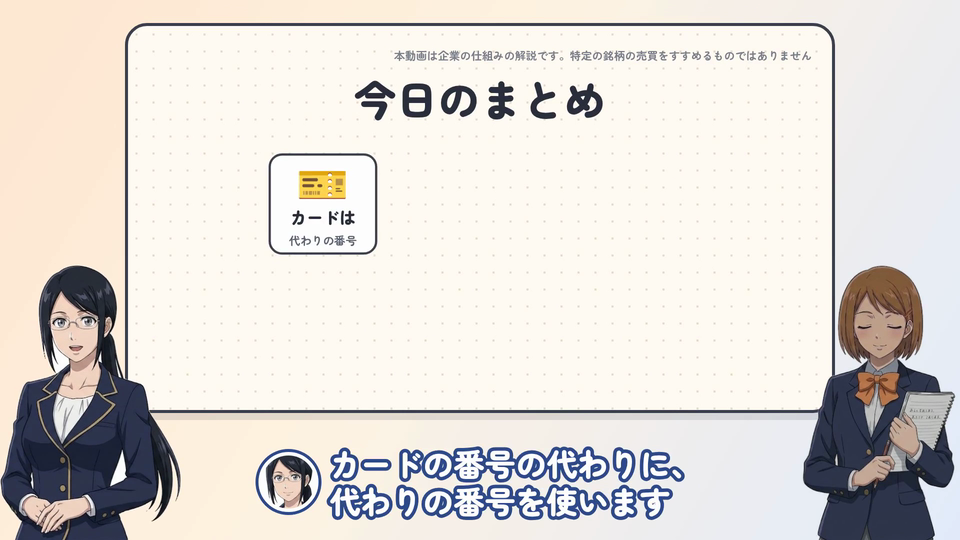 本動画は企業の仕組みの解説です。特定の銘柄の売買をすすめるものではありません
今日のまとめ
カードは
代わりの番号
カードの番号の代わりに、
代わりの番号を使います